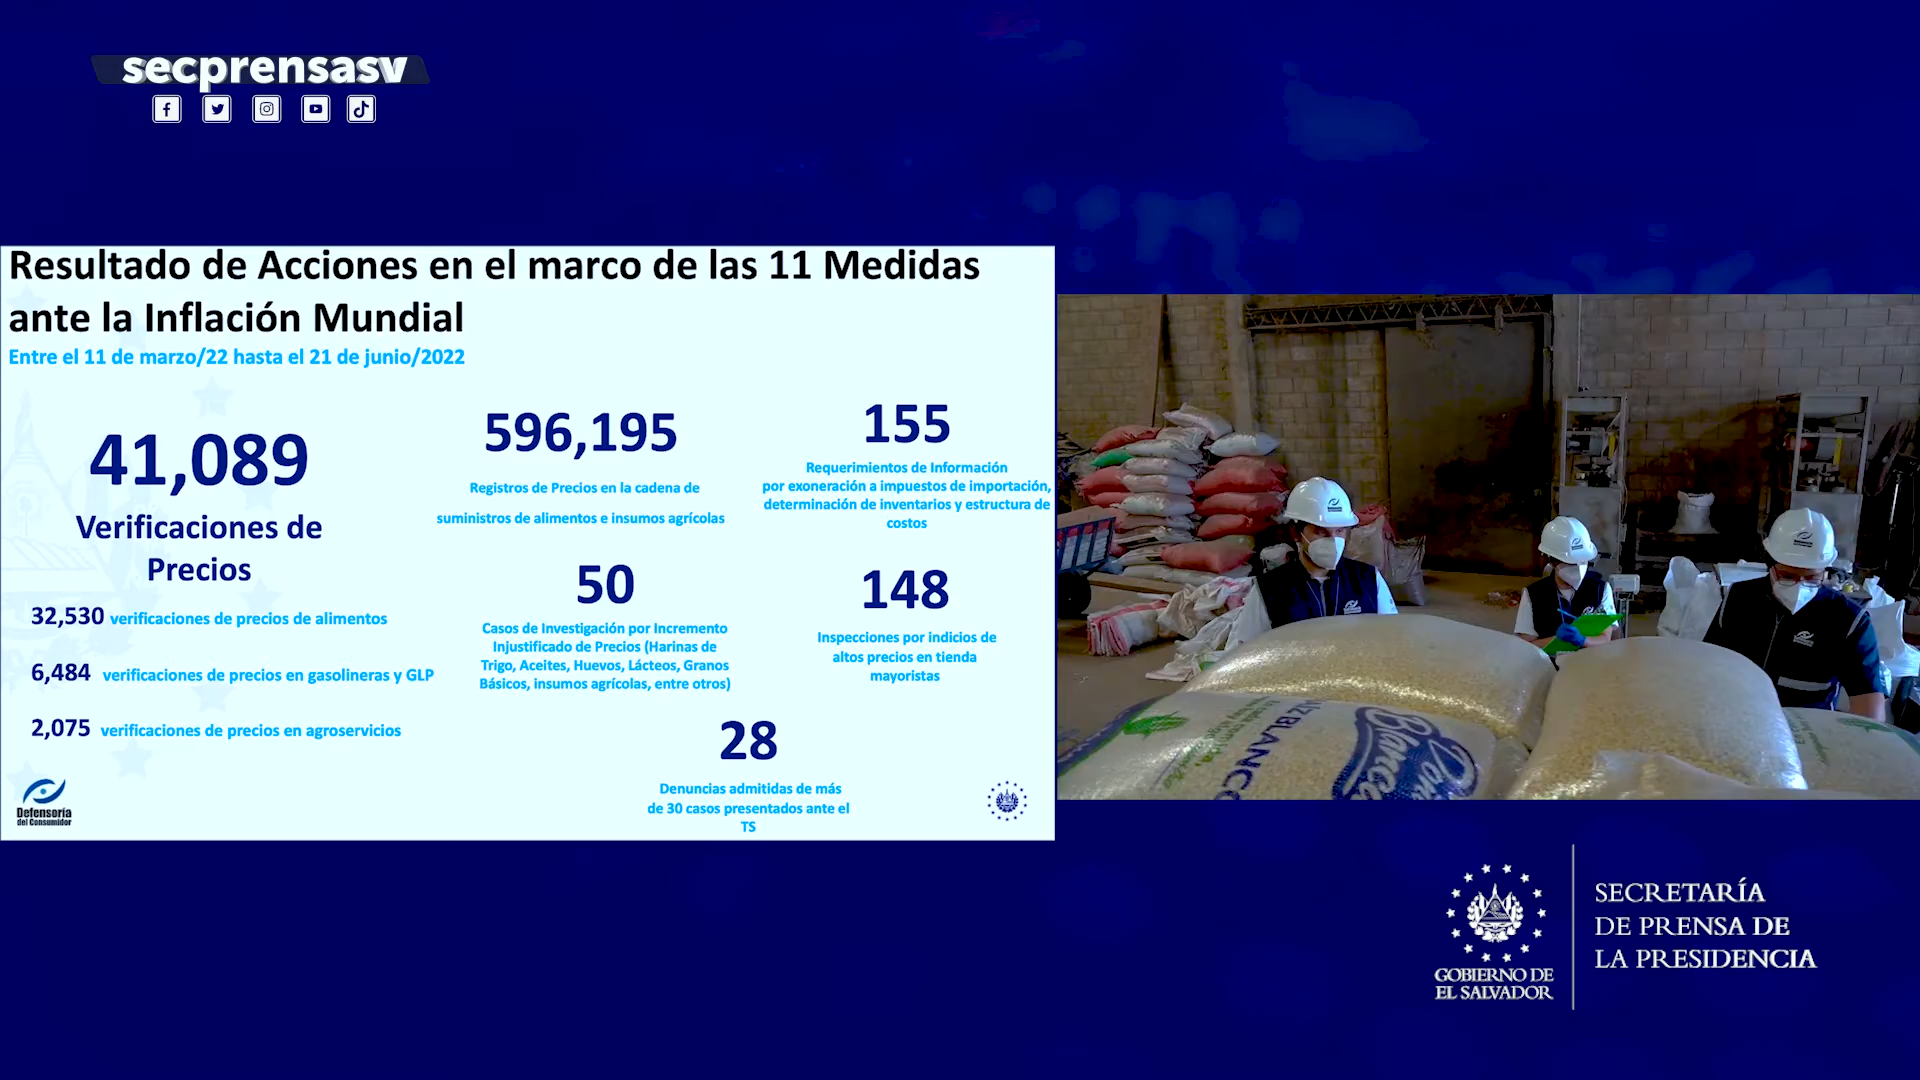 secprensasv
Resultado de Acciones en el marco de las 11 Medidas
ante la Inflación Mundial
Entre el 11 de marzo/22 hasta el 21 de junio/2022
41,089
Verificaciones de
Precios
32,530 verificaciones de precios de alimentos
6,484 verificaciones de precios en gasolineras y GLP
2,075 verificaciones de precios en agroservicios
596,195
Registros de Precios en la cadena de
suministros de alimentos e insumos agrícolas
50
Casos de Investigación por Incremento
Injustificado de Precios (Harinas de
Trigo, Aceites, Huevos, Lácteos, Granos
Básicos, insumos agrícolas, entre otros)
155
Requerimientos de Información
por exoneración a impuestos de importación,
determinación de inventarios y estructura de
costos
148
Inspecciones por indicios de
altos precios en tienda
mayoristas
28
Denuncias admitidas de más
de 30 casos presentados ante el
TS
Defensoría
del Consumidor
BLANCO
GOBIERNO DE
EL SALVADOR
SECRETARÍA
DE PRENSA DE
LA PRESIDENCIA